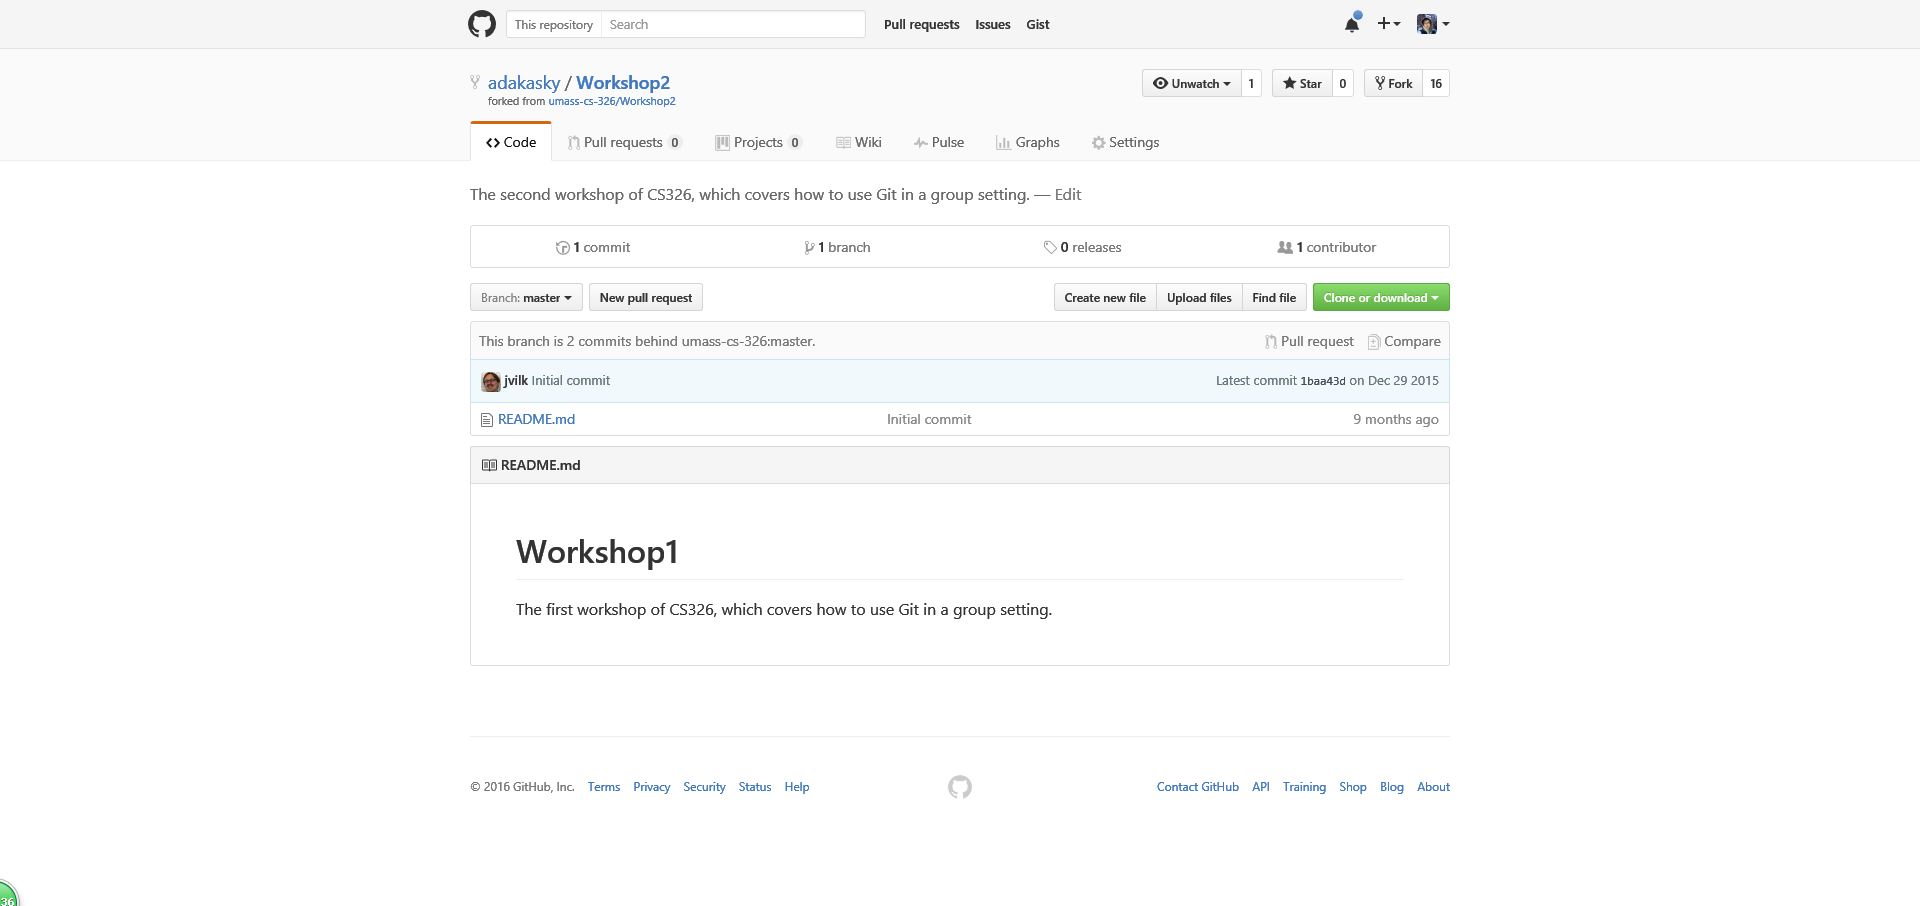 This repository Search Pull requests Issues Gist
adakasky / Workshop2 Unwatch 1 Star 0 Fork 16
forked from umass-cs-326/Workshop2
Code Pull requests 0 Projects 0 Wiki Pulse Graphs Settings
The second workshop of CS326, which covers how to use Git in a group setting. — Edit
1 commit 1 branch 0 releases 1 contributor
Branch: master New pull request Create new file Upload files Find file Clone or download
This branch is 2 commits behind umass-cs-326:master. Pull request Compare
jvilk Initial commit Latest commit 1baa43d on Dec 29 2015
README.md Initial commit 9 months ago
README.md
Workshop1
The first workshop of CS326, which covers how to use Git in a group setting.
© 2016 GitHub, Inc. Terms Privacy Security Status Help Contact GitHub API Training Shop Blog About
36